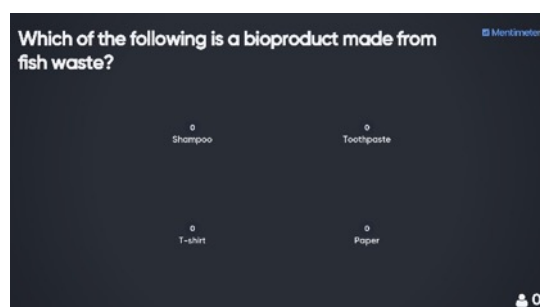 Which of the following is a bioproduct made from
fish waste?
Mentimeter
0
Shampoo
0
Toothpaste
0
T-shirt
0
Paper
0